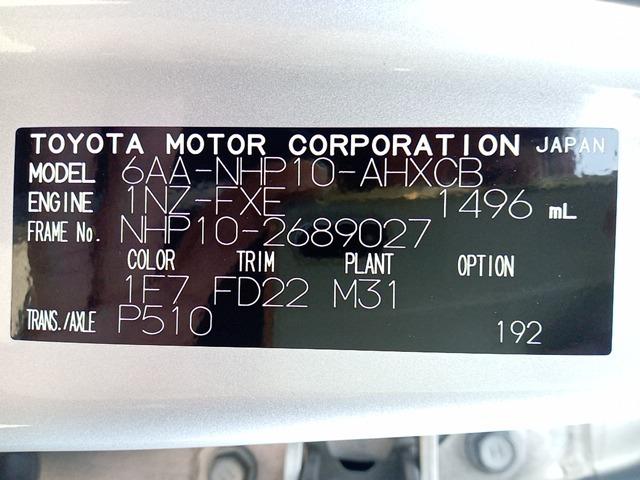 TOYOTA MOTOR CORPORATION JAPAN
MODEL 6AA-NHP10-AHXCB
ENGINE 1NZ-FXE 1496 mL
FRAME No. NHP10-2689027
COLOR TRIM PLANT OPTION
1F7 FD22 M31
TRANS./AXLE P510 192